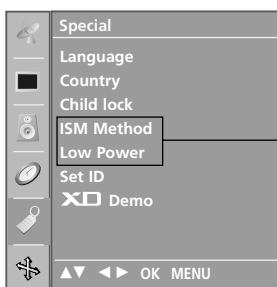 Special
Language
Country
Child lock
ISM Method
Low Power
Set ID
XD Demo
▲▼ ◄► OK MENU